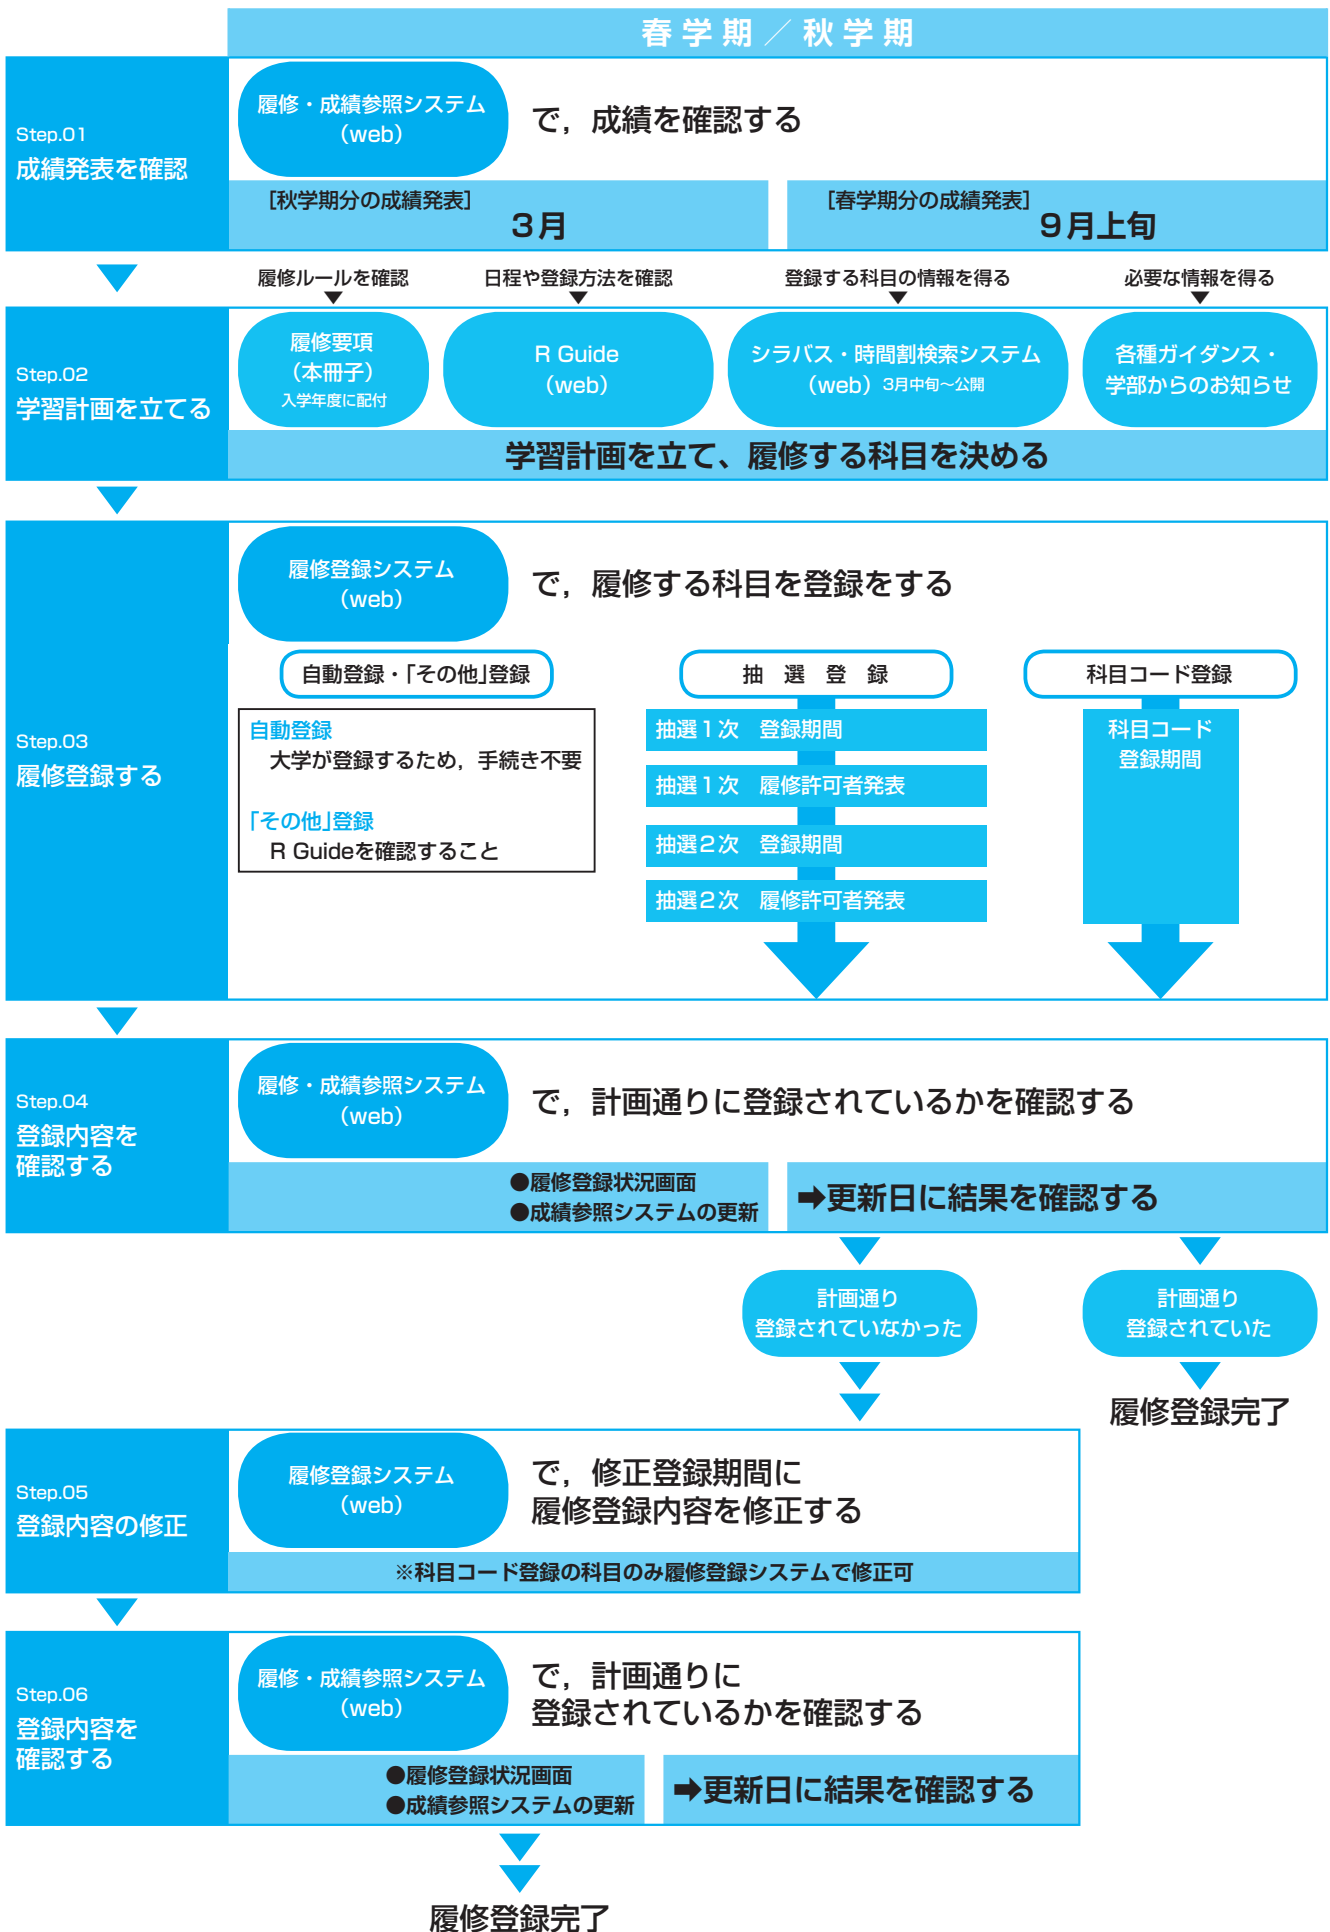 春学期／秋学期
Step.01
成績発表を確認
履修・成績参照システム
（web）
で，成績を確認する
［秋学期分の成績発表］
3月
［春学期分の成績発表］
9月上旬
履修ルールを確認
日程や登録方法を確認
登録する科目の情報を得る
必要な情報を得る
Step.02
学習計画を立てる
履修要項
（本冊子）
入学年度に配付
R Guide
（web）
シラバス・時間割検索システム
（web）3月中旬～公開
各種ガイダンス・
学部からのお知らせ
学習計画を立て、履修する科目を決める
Step.03
履修登録する
履修登録システム
（web）
で，履修する科目を登録をする
自動登録・「その他」登録
自動登録
大学が登録するため，手続き不要
「その他」登録
R Guideを確認すること
抽選登録
抽選1次　登録期間
抽選1次　履修許可者発表
抽選2次　登録期間
抽選2次　履修許可者発表
科目コード登録
科目コード
登録期間
Step.04
登録内容を
確認する
履修・成績参照システム
（web）
で，計画通りに登録されているかを確認する
●履修登録状況画面
●成績参照システムの更新
➡更新日に結果を確認する
計画通り
登録されていなかった
計画通り
登録されていた
履修登録完了
Step.05
登録内容の修正
履修登録システム
（web）
で，修正登録期間に
履修登録内容を修正する
※科目コード登録の科目のみ履修登録システムで修正可
Step.06
登録内容を
確認する
履修・成績参照システム
（web）
で，計画通りに
登録されているかを確認する
●履修登録状況画面
●成績参照システムの更新
➡更新日に結果を確認する
履修登録完了